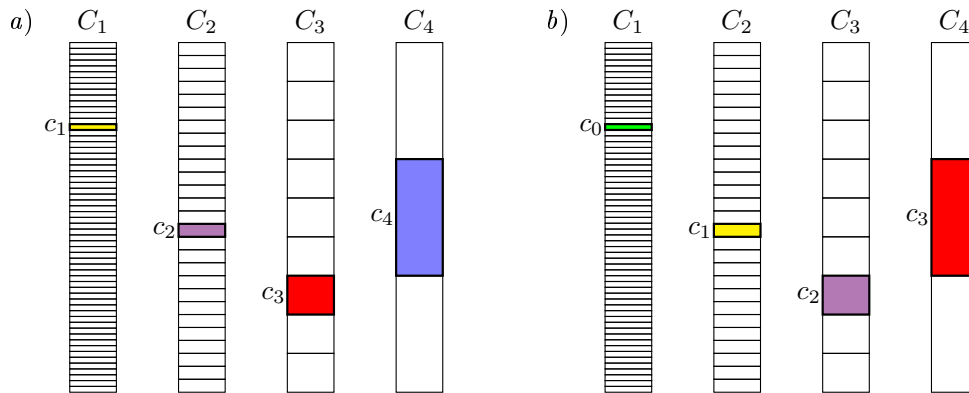 a) C₁ C₂ C₃ C₄
c₁
c₂
c₃
c₄
b) C₁ C₂ C₃ C₄
c₀
c₁
c₂
c₃